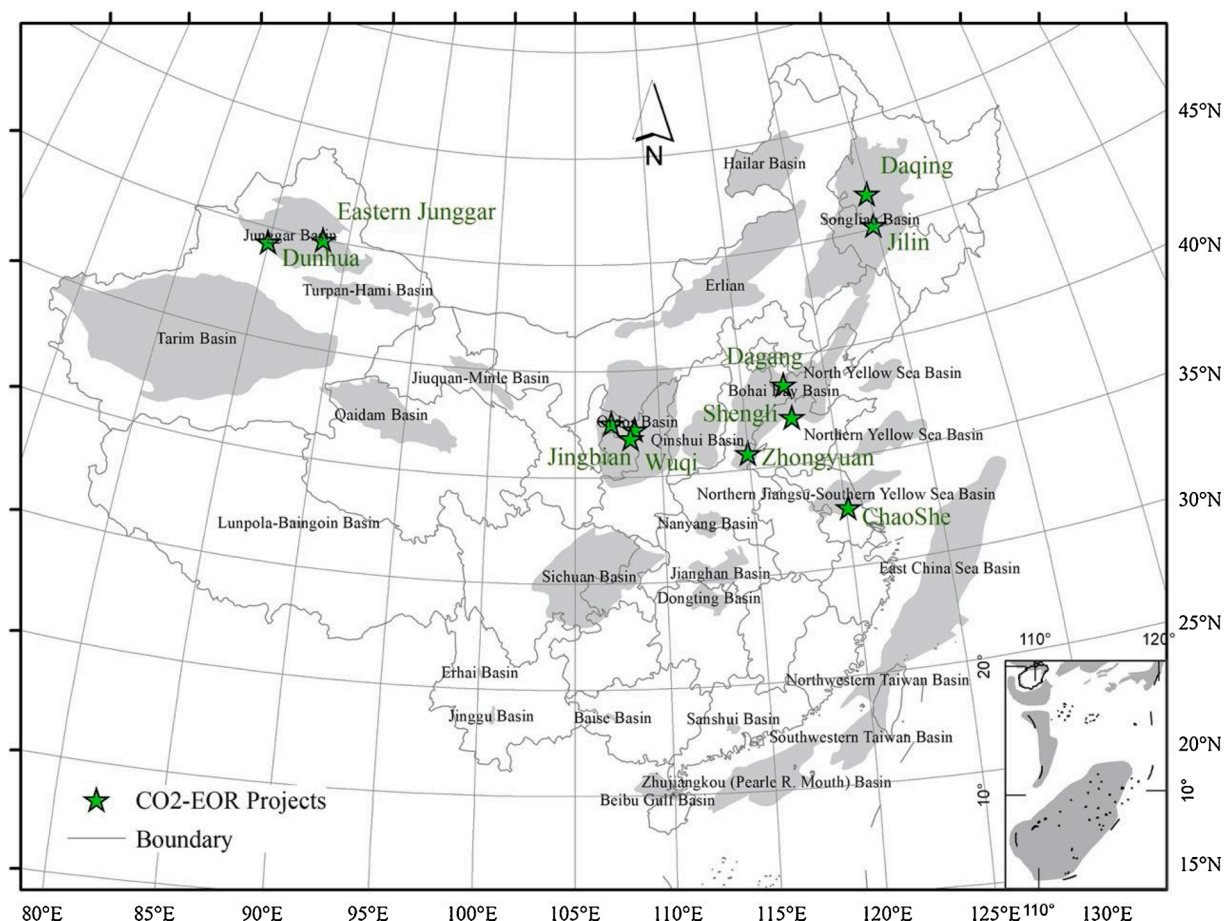 45°N
Hailar Basin
Daqing
N
Eastern Junggar
Songliao Basin
Junggar Basin
Jilin
40°N
Dunhua
Turpan-Hami Basin
Erlian
Tarim Basin
Dagang
North Yellow Sea Basin
35°N
Jiuquan-Minle Basin
Bohai Bay Basin
Qaidam Basin
Shengli
Ordos Basin
Northern Yellow Sea Basin
Qinshui Basin
Jingbian
Wuqi
Zhongyuan
Northern Jiangsu-Southern Yellow Sea Basin
30°N
ChaoShe
Lunpola-Baingoin Basin
Nanyang Basin
East China Sea Basin
Sichuan Basin
Jianghan Basin
Dongting Basin
25°N
110°
120°
20°
Erhai Basin
Northwestern Taiwan Basin
Jinggu Basin
Baise Basin
Sanshui Basin
Southwestern Taiwan Basin
20°N
Zhujiangkou (Pearle R. Mouth) Basin
10°
10°
CO2-EOR Projects
Beibu Gulf Basin
Boundary
15°N
80°E
85°E
90°E
95°E
100°E
105°E
110°E
115°E
120°E
125°E
110°
130°E